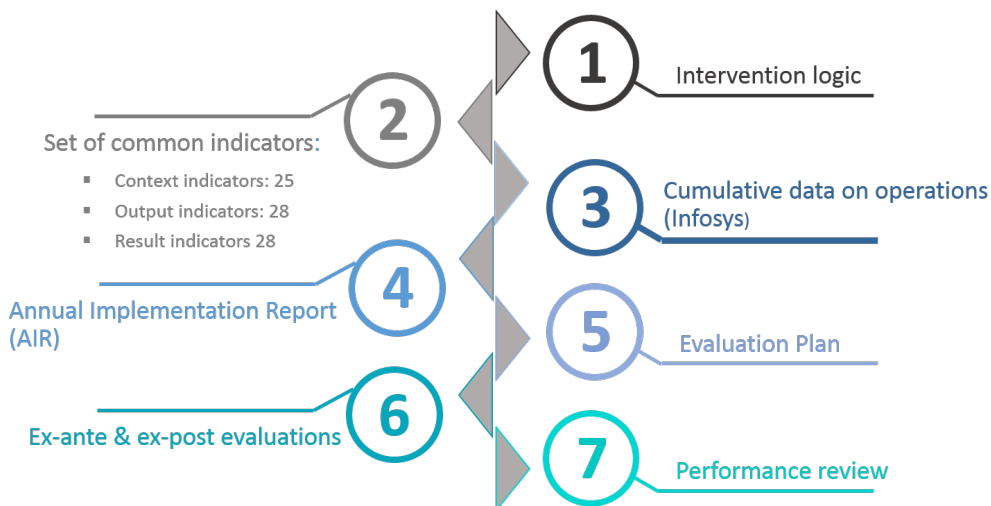 1
Intervention logic
2
Set of common indicators:
▪ Context indicators: 25
▪ Output indicators: 28
▪ Result indicators 28
3
Cumulative data on operations
(Infosys)
4
Annual Implementation Report
(AIR)
5
Evaluation Plan
6
Ex-ante & ex-post evaluations
7
Performance review